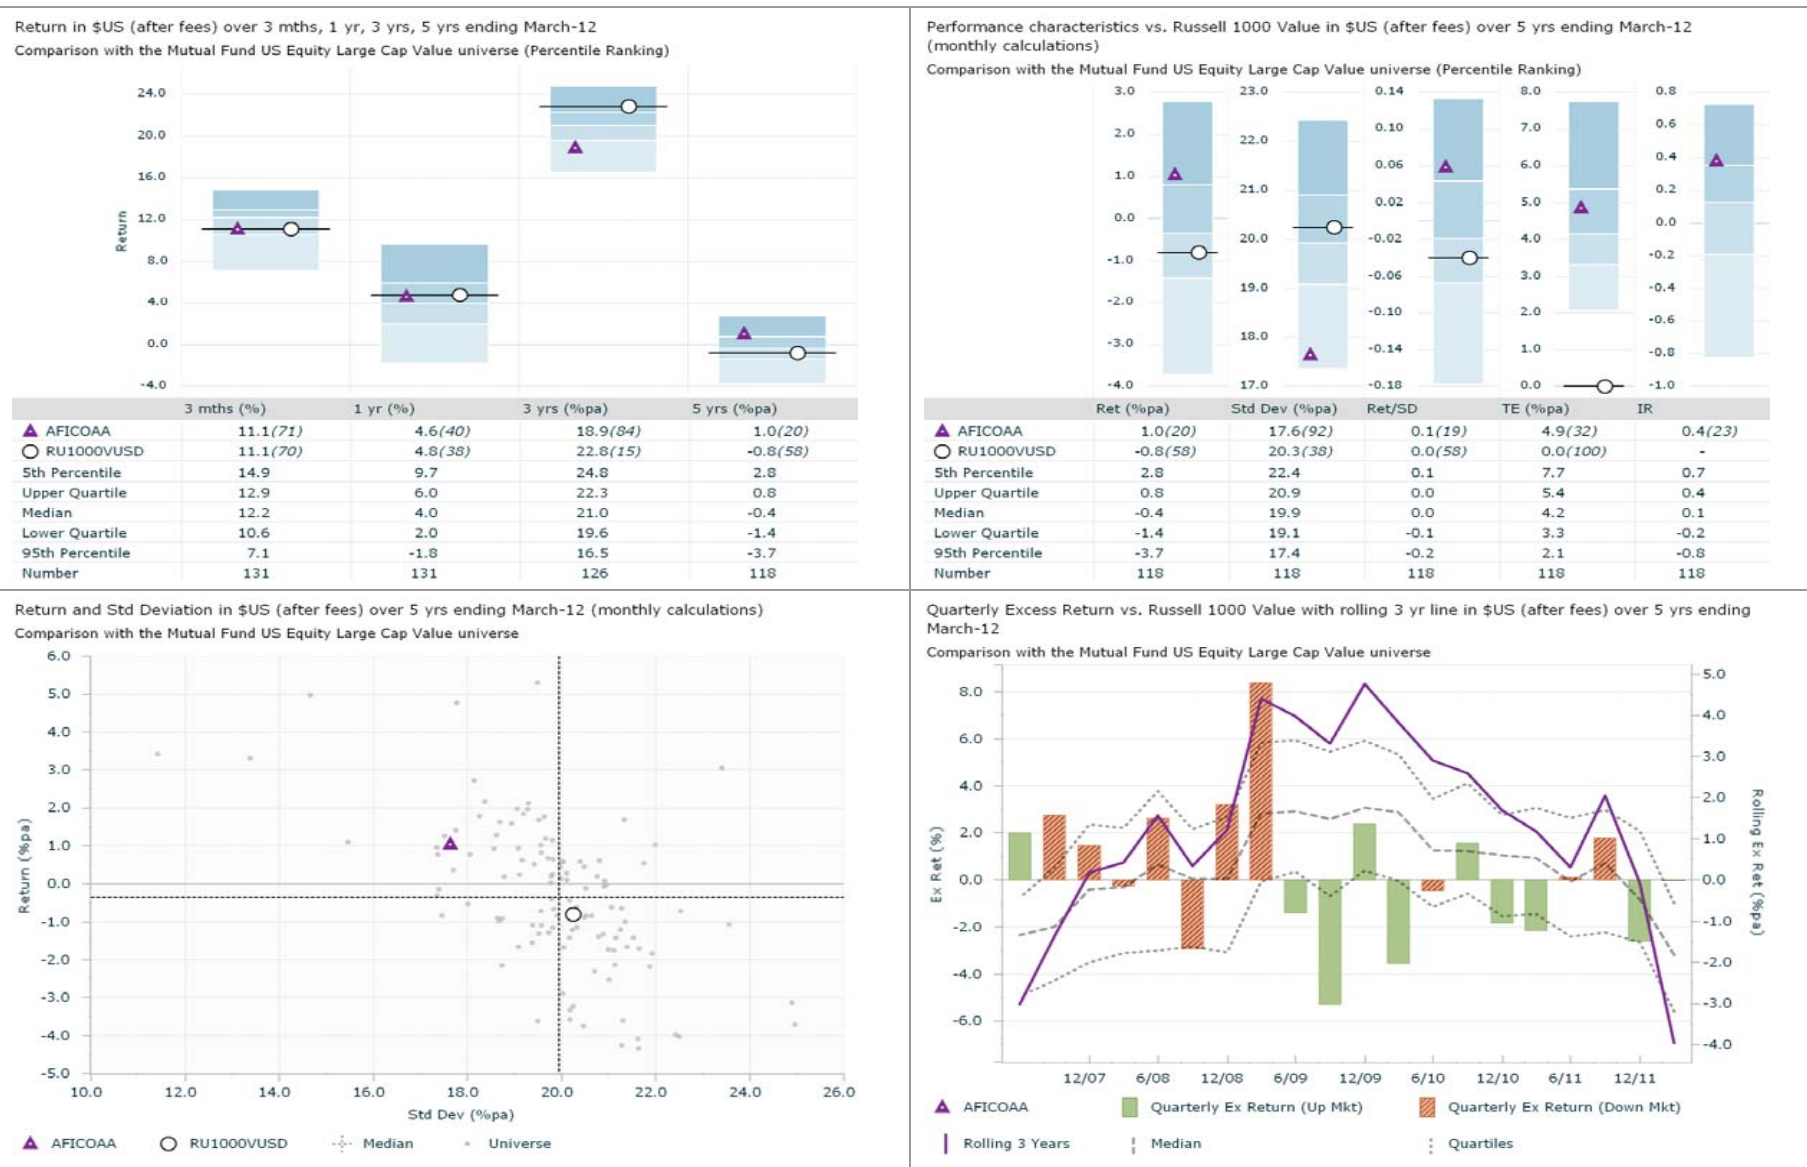 Return in $US (after fees) over 3 mths, 1 yr, 3 yrs, 5 yrs ending March-12
Comparison with the Mutual Fund US Equity Large Cap Value universe (Percentile Ranking)
24.0
20.0
16.0
12.0
8.0
4.0
0.0
-4.0
Return
3 mths (%) 1 yr (%) 3 yrs (%pa) 5 yrs (%pa)
AFICOAA 11.1(71) 4.6(40) 18.9(84) 1.0(20)
RU1000VUSD 11.1(70) 4.8(38) 22.8(15) -0.8(58)
5th Percentile 14.9 9.7 24.8 2.8
Upper Quartile 12.9 6.0 22.3 0.8
Median 12.2 4.0 21.0 -0.4
Lower Quartile 10.6 2.0 19.6 -1.4
95th Percentile 7.1 -1.8 16.5 -3.7
Number 131 131 126 118
Performance characteristics vs. Russell 1000 Value in $US (after fees) over 5 yrs ending March-12
(monthly calculations)
Comparison with the Mutual Fund US Equity Large Cap Value universe (Percentile Ranking)
3.0
2.0
1.0
0.0
-1.0
-2.0
-3.0
-4.0
23.0
22.0
21.0
20.0
19.0
18.0
17.0
0.14
0.10
0.06
0.02
-0.02
-0.06
-0.10
-0.14
-0.18
8.0
7.0
6.0
5.0
4.0
3.0
2.0
1.0
0.0
0.8
0.6
0.4
0.2
0.0
-0.2
-0.4
-0.6
-0.8
-1.0
Ret (%pa) Std Dev (%pa) Ret/SD TE (%pa) IR
AFICOAA 1.0(20) 17.6(92) 0.1(19) 4.9(32) 0.4(23)
RU1000VUSD -0.8(58) 20.3(38) 0.0(58) 0.0(100) -
5th Percentile 2.8 22.4 0.1 7.7 0.7
Upper Quartile 0.8 20.9 0.0 5.4 0.4
Median -0.4 19.9 0.0 4.2 0.1
Lower Quartile -1.4 19.1 -0.1 3.3 -0.2
95th Percentile -3.7 17.4 -0.2 2.1 -0.8
Number 118 118 118 118 118
Return and Std Deviation in $US (after fees) over 5 yrs ending March-12 (monthly calculations)
Comparison with the Mutual Fund US Equity Large Cap Value universe
6.0
5.0
4.0
3.0
2.0
1.0
0.0
-1.0
-2.0
-3.0
-4.0
-5.0
Return (%pa)
10.0 12.0 14.0 16.0 18.0 20.0 22.0 24.0 26.0
Std Dev (%pa)
AFICOAA RU1000VUSD Median Universe
Quarterly Excess Return vs. Russell 1000 Value with rolling 3 yr line in $US (after fees) over 5 yrs ending
March-12
Comparison with the Mutual Fund US Equity Large Cap Value universe
8.0
6.0
4.0
2.0
0.0
-2.0
-4.0
-6.0
Ex Ret (%)
5.0
4.0
3.0
2.0
1.0
0.0
-1.0
-2.0
-3.0
-4.0
Rolling Ex Ret (%pa)
12/07 6/08 12/08 6/09 12/09 6/10 12/10 6/11 12/11
AFICOAA Quarterly Ex Return (Up Mkt) Quarterly Ex Return (Down Mkt)
Rolling 3 Years Median Quartiles